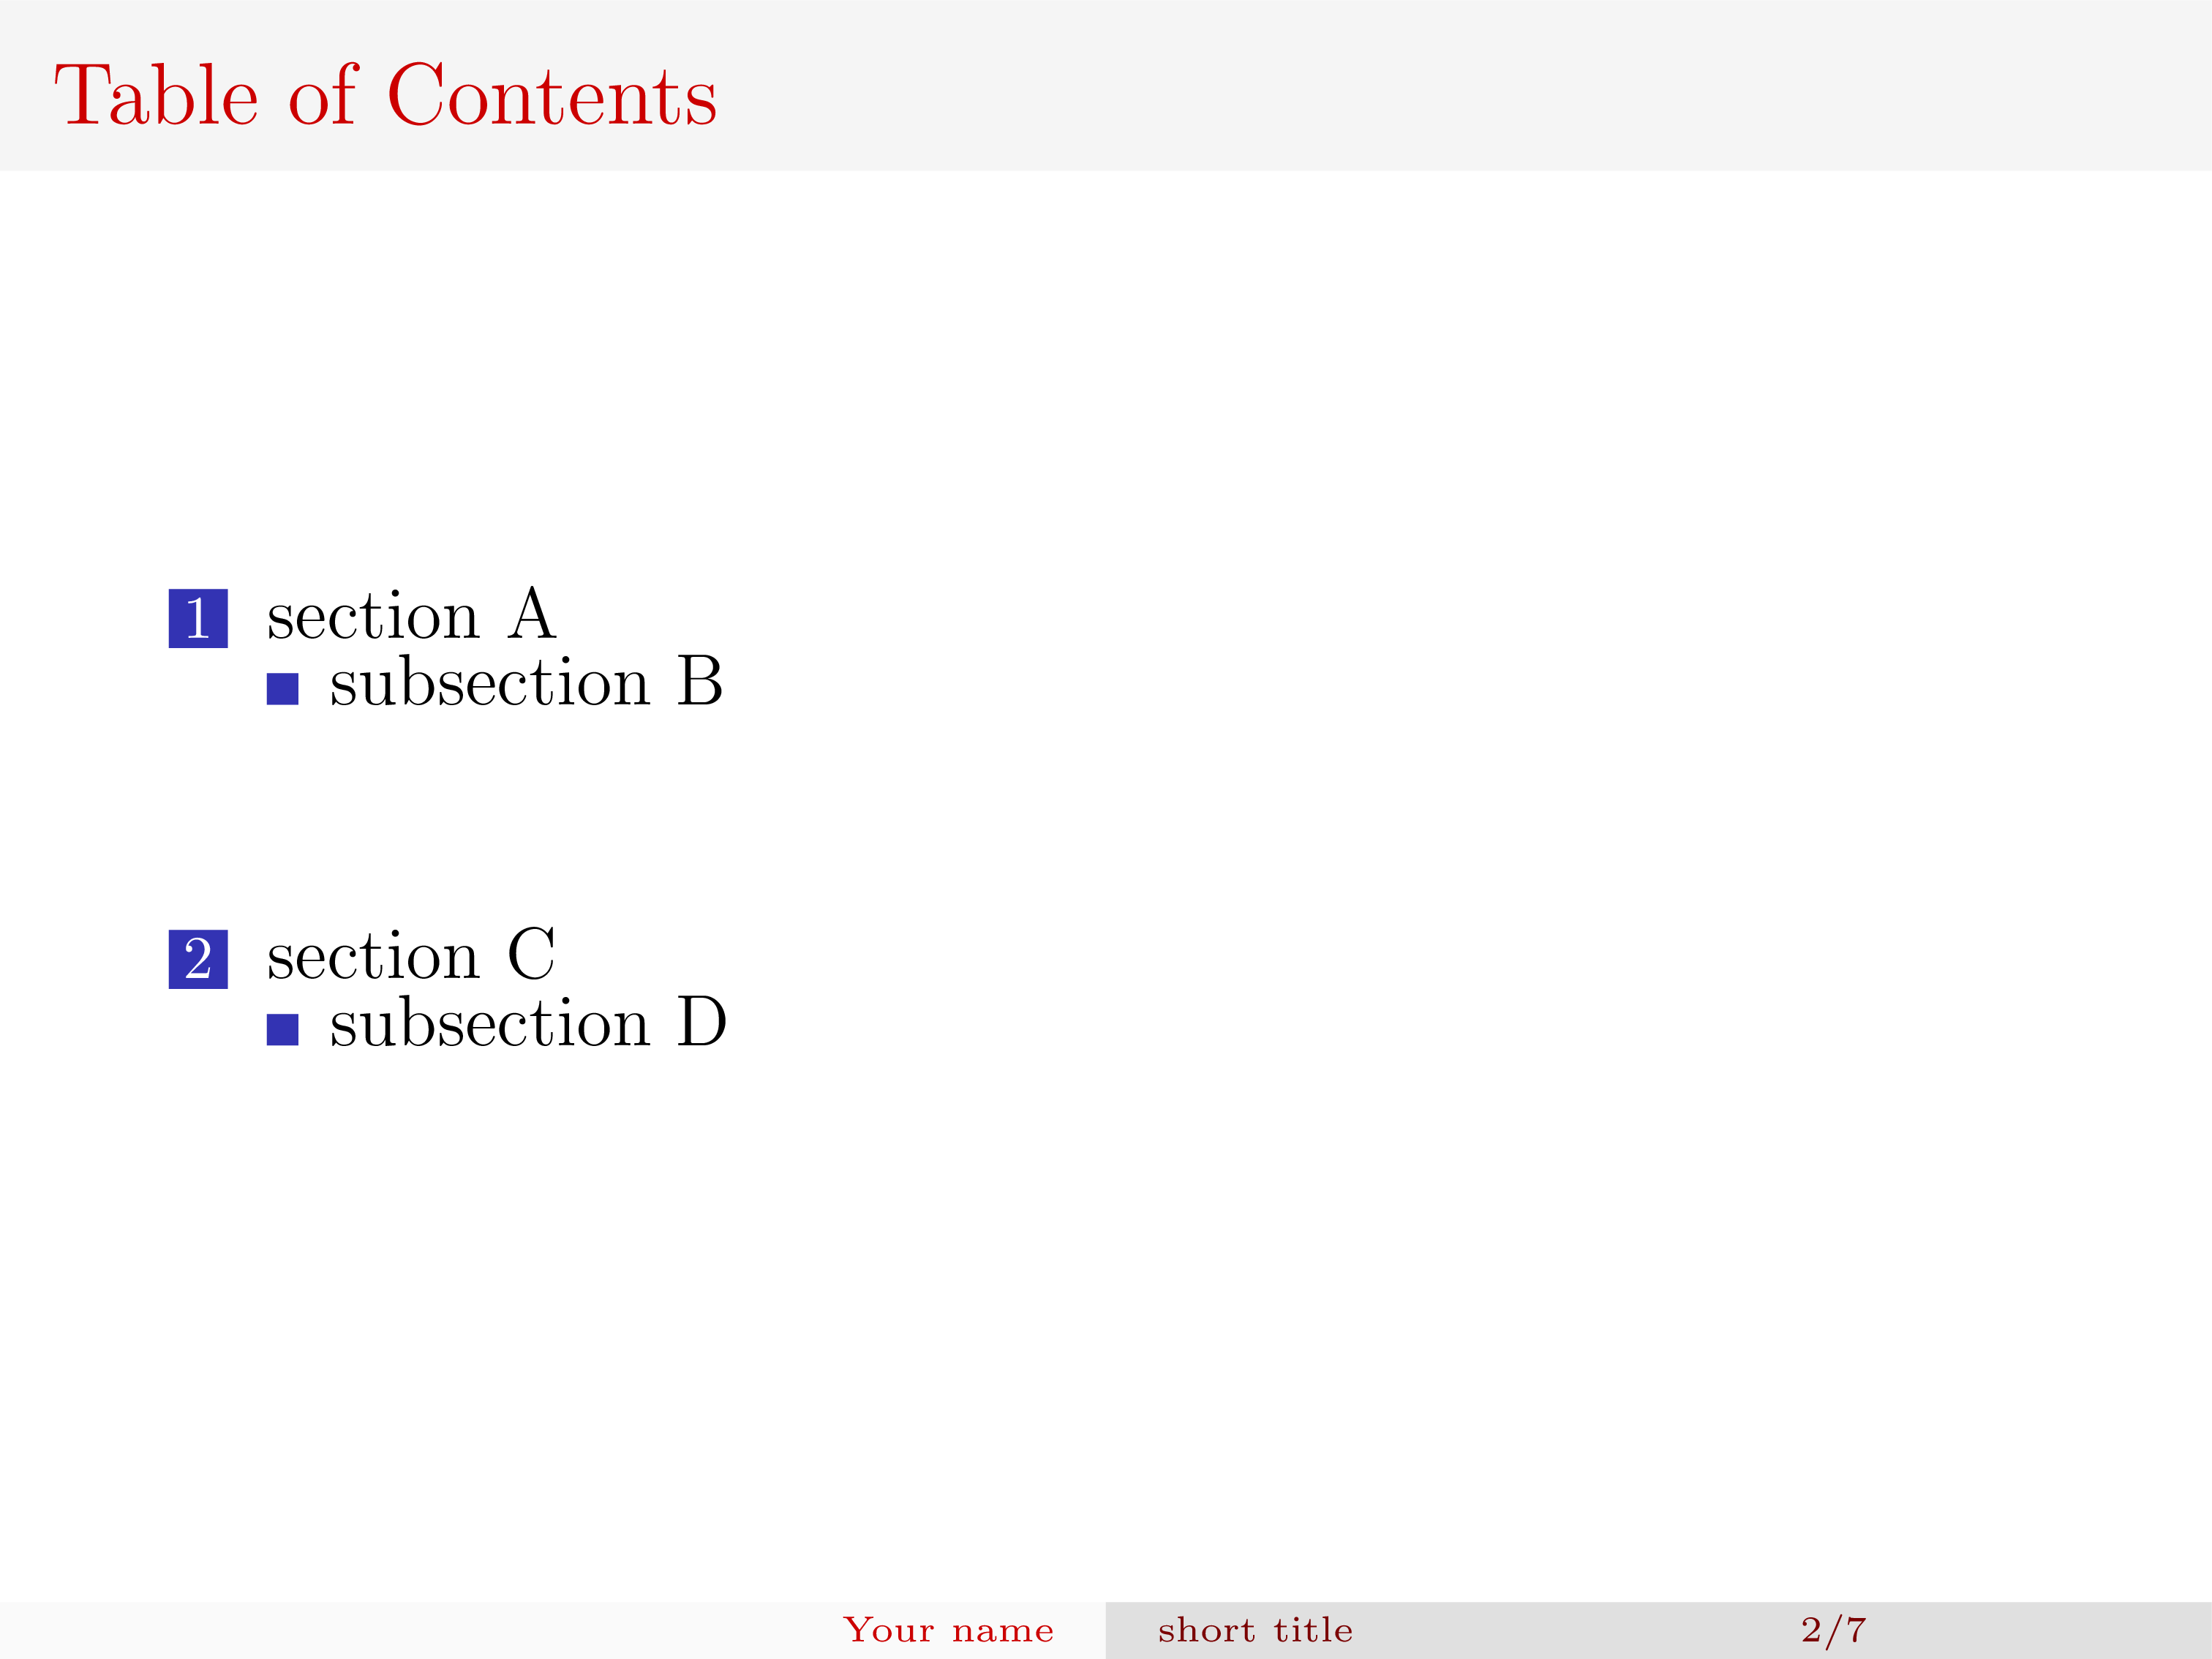 Table of Contents
1 section A
subsection B
2 section C
subsection D
Your name short title 2/7